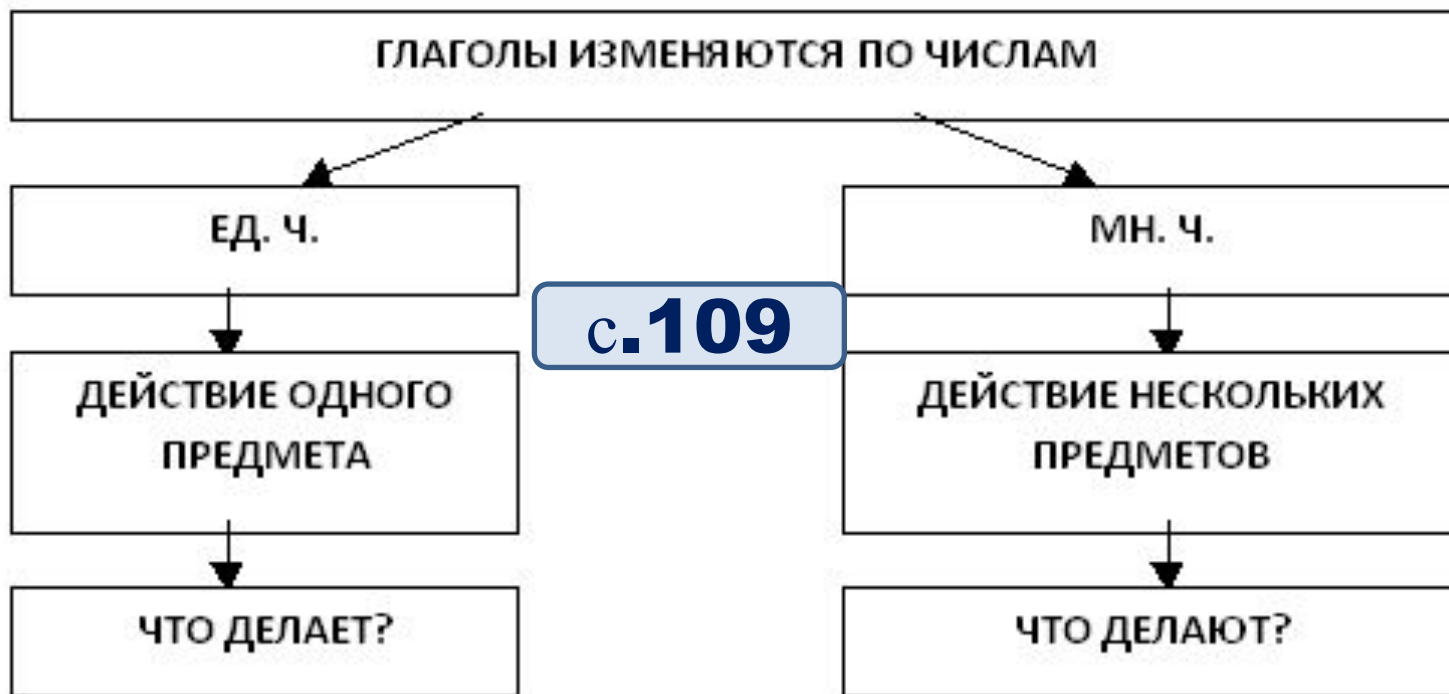 ГЛАГОЛЫ ИЗМЕНЯЮТСЯ ПО ЧИСЛАМ
ЕД. Ч.
МН. Ч.
с.109
ДЕЙСТВИЕ ОДНОГО
ПРЕДМЕТА
ДЕЙСТВИЕ НЕСКОЛЬКИХ
ПРЕДМЕТОВ
ЧТО ДЕЛАЕТ?
ЧТО ДЕЛАЮТ?